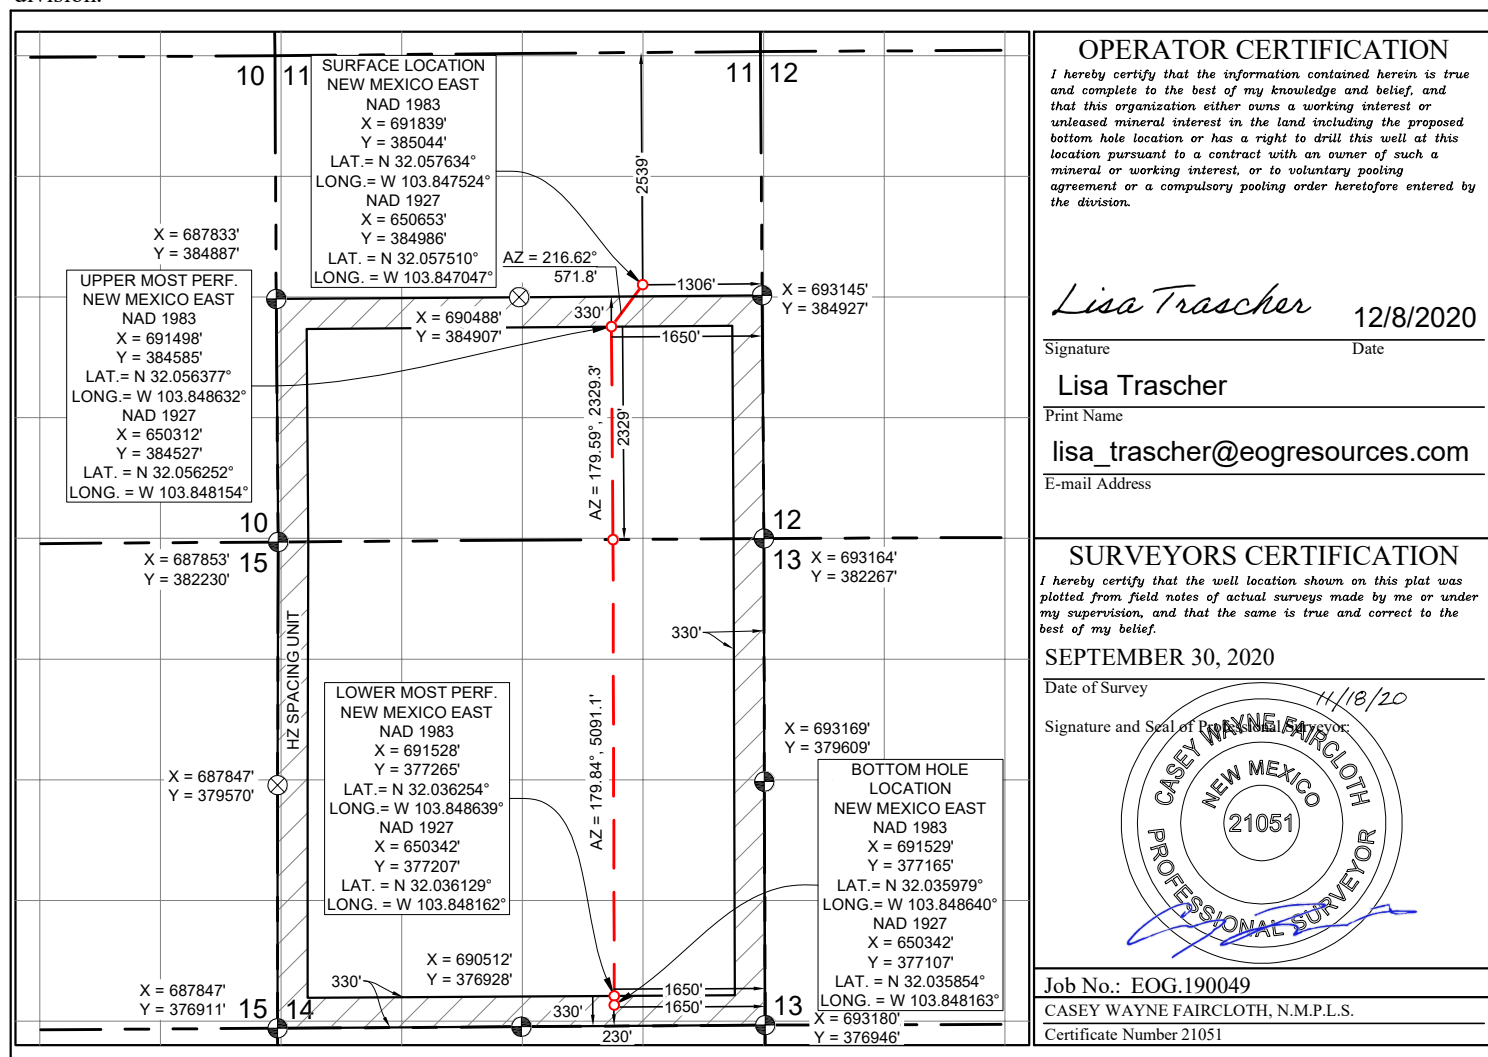 division.
10
11
11
12
SURFACE LOCATION
NEW MEXICO EAST
NAD 1983
X = 691839'
Y = 385044'
LAT.= N 32.057634°
LONG.= W 103.847524°
NAD 1927
X = 650653'
Y = 384986'
LAT. = N 32.057510°
LONG. = W 103.847047°
2539'
X = 687833'
Y = 384887'
AZ = 216.62°
571.8'
1306'
X = 693145'
Y = 384927'
UPPER MOST PERF.
NEW MEXICO EAST
NAD 1983
X = 691498'
Y = 384585'
LAT.= N 32.056377°
LONG.= W 103.848632°
NAD 1927
X = 650312'
Y = 384527'
LAT. = N 32.056252°
LONG. = W 103.848154°
X = 690488'
Y = 384907'
330'
1650'
AZ = 179.59°, 2329.3'
2329'
10
15
12
13
X = 687853'
Y = 382230'
X = 693164'
Y = 382267'
HZ SPACING UNIT
330'
LOWER MOST PERF.
NEW MEXICO EAST
NAD 1983
X = 691528'
Y = 377265'
LAT.= N 32.036254°
LONG.= W 103.848639°
NAD 1927
X = 650342'
Y = 377207'
LAT. = N 32.036129°
LONG. = W 103.848162°
AZ = 179.84°, 5091.1'
X = 693169'
Y = 379609'
X = 687847'
Y = 379570'
BOTTOM HOLE
LOCATION
NEW MEXICO EAST
NAD 1983
X = 691529'
Y = 377165'
LAT.= N 32.035979°
LONG.= W 103.848640°
NAD 1927
X = 650342'
Y = 377107'
LAT. = N 32.035854°
LONG. = W 103.848163°
X = 690512'
Y = 376928'
330'
X = 687847'
Y = 376911'
15
14
330'
1650'
1650'
230'
13
X = 693180'
Y = 376946'
OPERATOR CERTIFICATION
I hereby certify that the information contained herein is true
and complete to the best of my knowledge and belief, and
that this organization either owns a working interest or
unleased mineral interest in the land including the proposed
bottom hole location or has a right to drill this well at this
location pursuant to a contract with an owner of such a
mineral or working interest, or to voluntary pooling
agreement or a compulsory pooling order heretofore entered by
the division.
Lisa Trascher 12/8/2020
Signature Date
Lisa Trascher
Print Name
lisa_trascher@eogresources.com
E-mail Address
SURVEYORS CERTIFICATION
I hereby certify that the well location shown on this plat was
plotted from field notes of actual surveys made by me or under
my supervision, and that the same is true and correct to the
best of my belief.
SEPTEMBER 30, 2020
Date of Survey
11/18/20
Signature and Seal of Professional Surveyor:
CASEY WAYNE FAIRCLOTH
NEW MEXICO
21051
PROFESSIONAL SURVEYOR
Job No.: EOG.190049
CASEY WAYNE FAIRCLOTH, N.M.P.L.S.
Certificate Number 21051